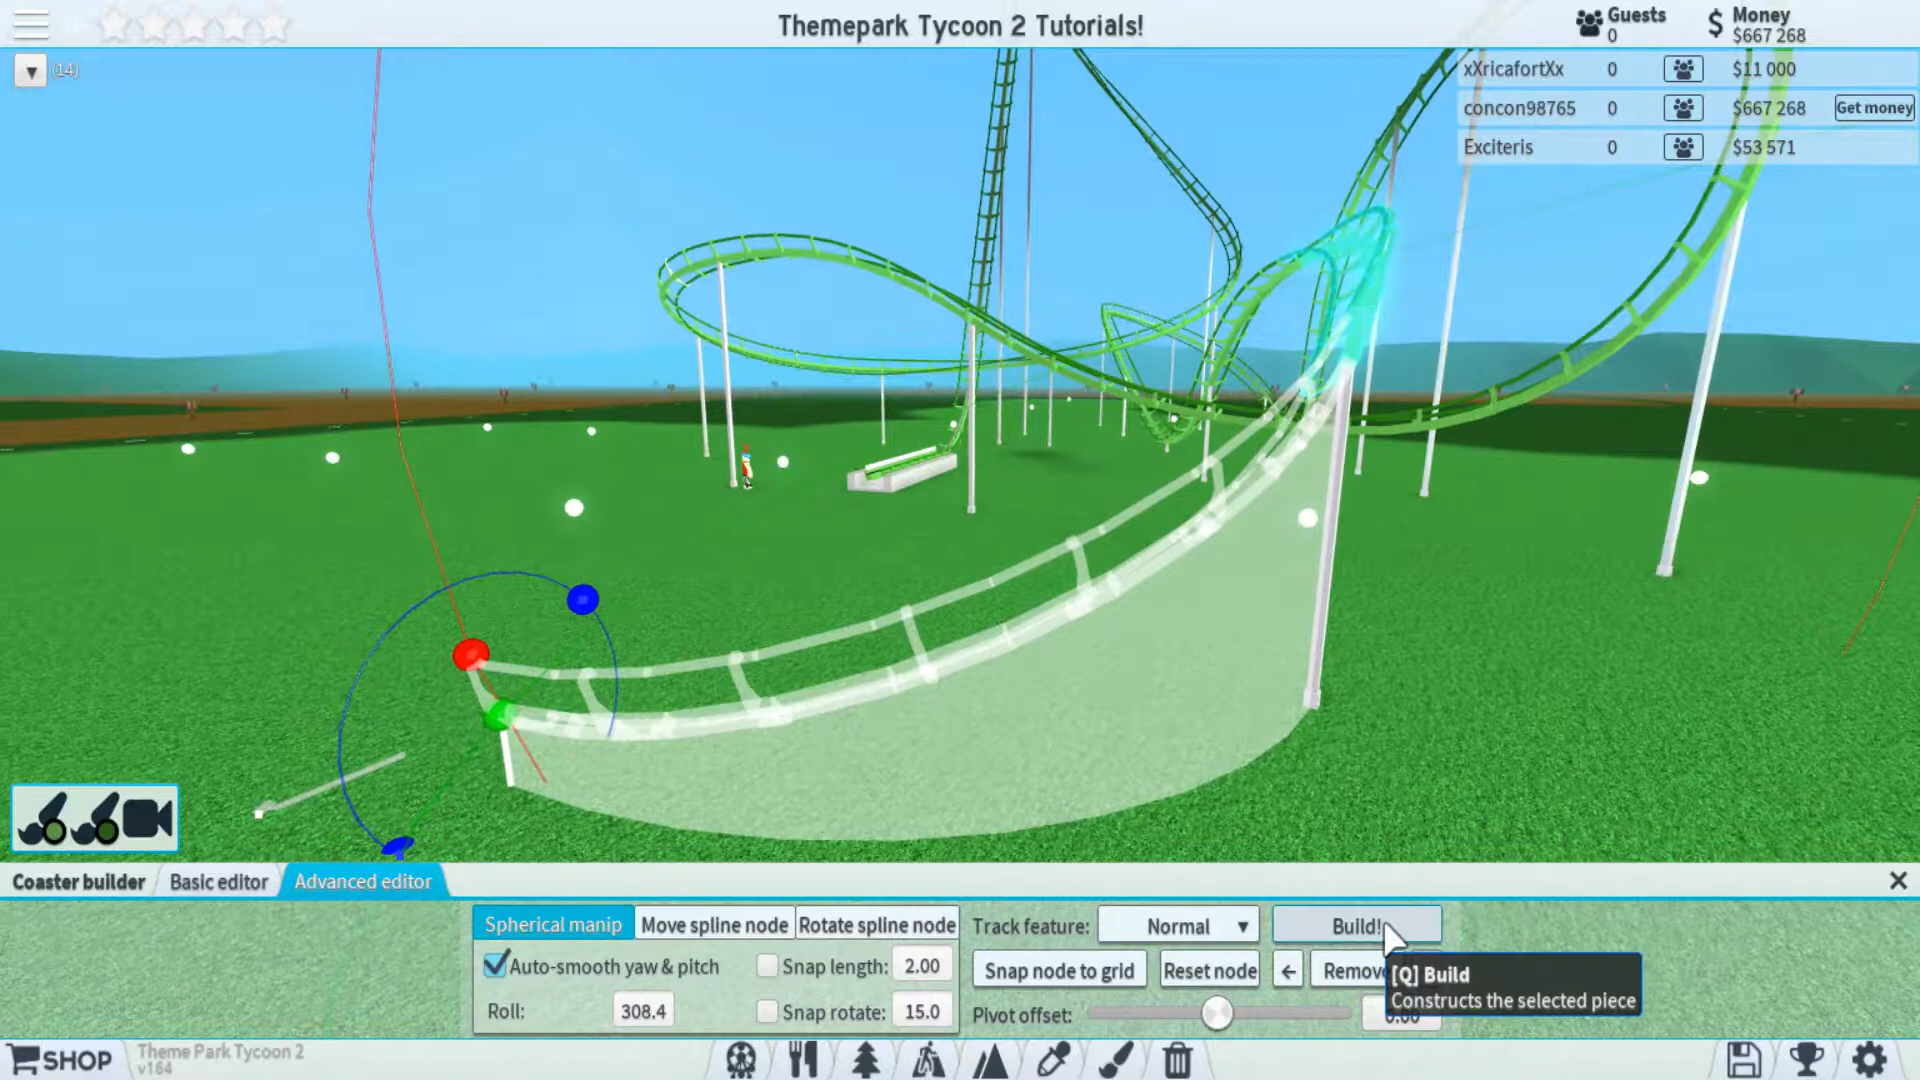 Themepark Tycoon 2 Tutorials!
Guests
0
Money
$667 268
(14)
xXricafortXx 0 $11 000
concon98765 0 $667 268 Get money
Exciteris 0 $53 571
Coaster builder Basic editor Advanced editor
Spherical manip Move spline node Rotate spline node Track feature: Normal Build!
Auto-smooth yaw & pitch Snap length: 2.00 Snap node to grid Reset node ← Remove
[Q] Build
Constructs the selected piece
Roll: 308.4 Snap rotate: 15.0 Pivot offset: 0.00
SHOP
Theme Park Tycoon 2
v164